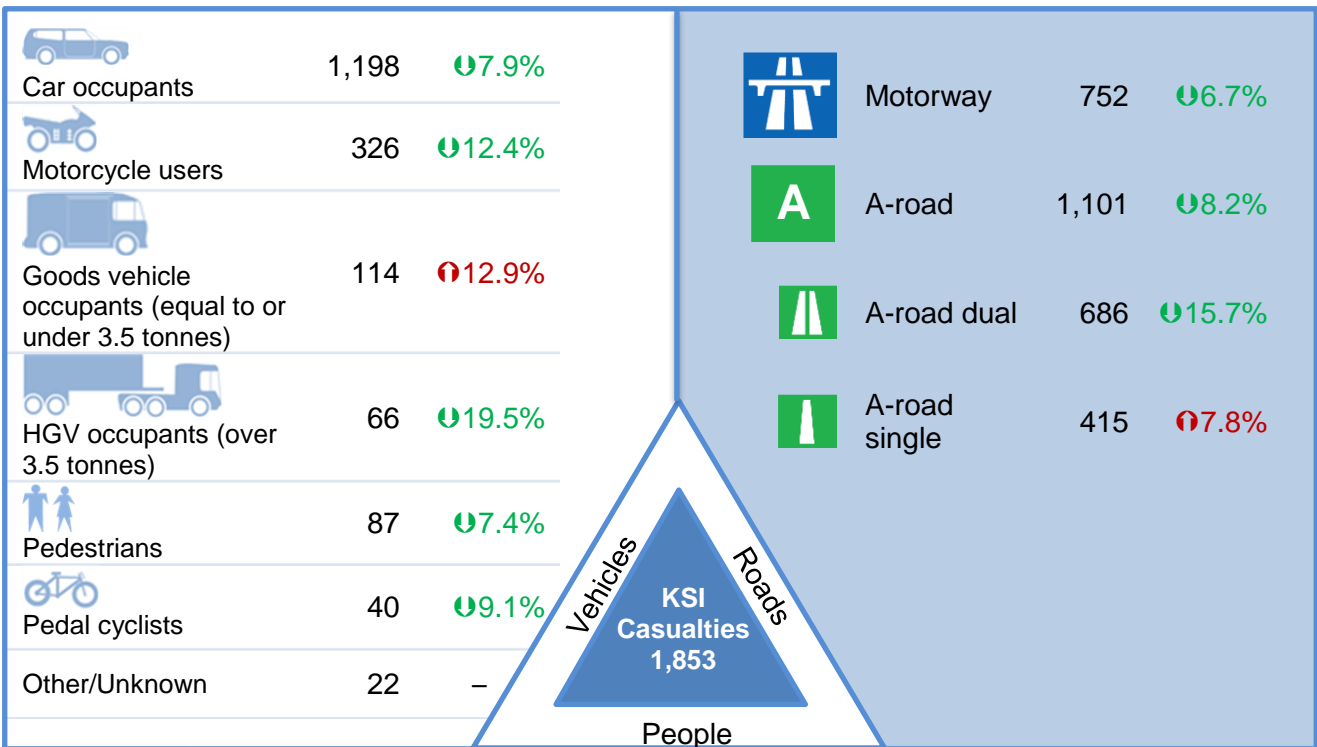 Car occupants 1,198 7.9%
Motorcycle users 326 12.4%
Goods vehicle
occupants (equal to or
under 3.5 tonnes)
114 12.9%
HGV occupants (over
3.5 tonnes)
66 19.5%
Pedestrians 87 7.4%
Pedal cyclists 40 9.1%
Other/Unknown 22 –
Motorway 752 6.7%
A
A-road 1,101 8.2%
A-road dual 686 15.7%
A-road
single
415 7.8%
Vehicles
Roads
People
KSI
Casualties
1,853